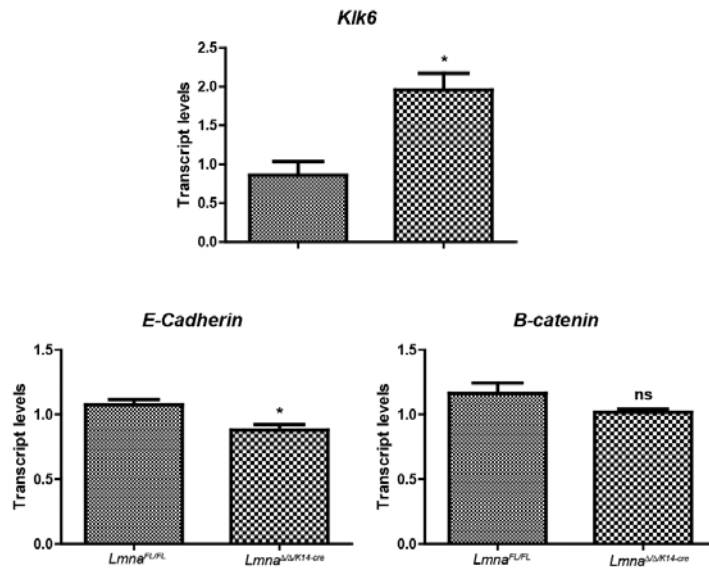 Klk6
Transcript levels
2.5
2.0
1.5
1.0
0.5
0.0
*
E-Cadherin
Transcript levels
1.5
1.0
0.5
0.0
*
Lmna^FL/FL
Lmna^Δ/Δ/K14-cre
B-catenin
Transcript levels
1.5
1.0
0.5
0.0
ns
Lmna^FL/FL
Lmna^Δ/Δ/K14-cre